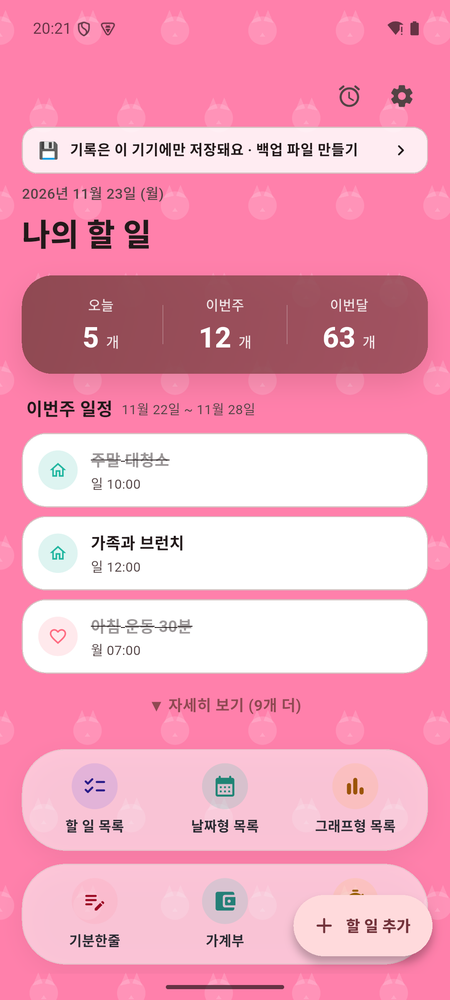 20:21
기록은 이 기기에만 저장돼요 · 백업 파일 만들기
2026년 11월 23일 (월)
나의 할 일
오늘 이번주 이번달
5 개 12 개 63 개
이번주 일정 11월 22일 ~ 11월 28일
주말 대청소
일 10:00
가족과 브런치
일 12:00
아침 운동 30분
월 07:00
▼ 자세히 보기 (9개 더)
할 일 목록 날짜형 목록 그래프형 목록
기분한줄 가계부
+ 할 일 추가